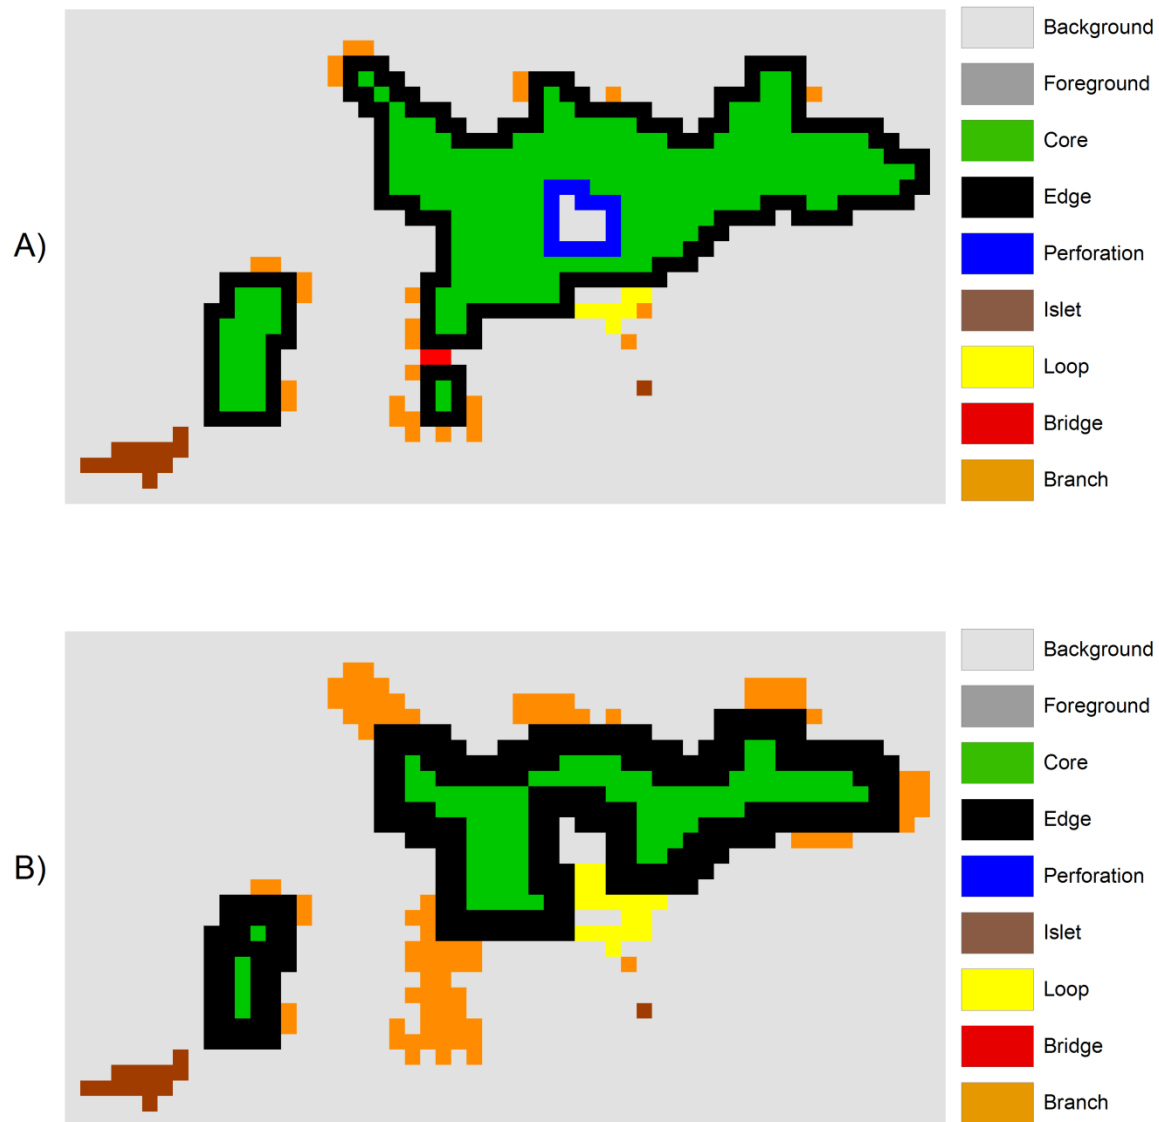 Background
Foreground
Core
Edge
A)
Perforation
Islet
Loop
Bridge
Branch
Background
Foreground
Core
Edge
B)
Perforation
Islet
Loop
Bridge
Branch